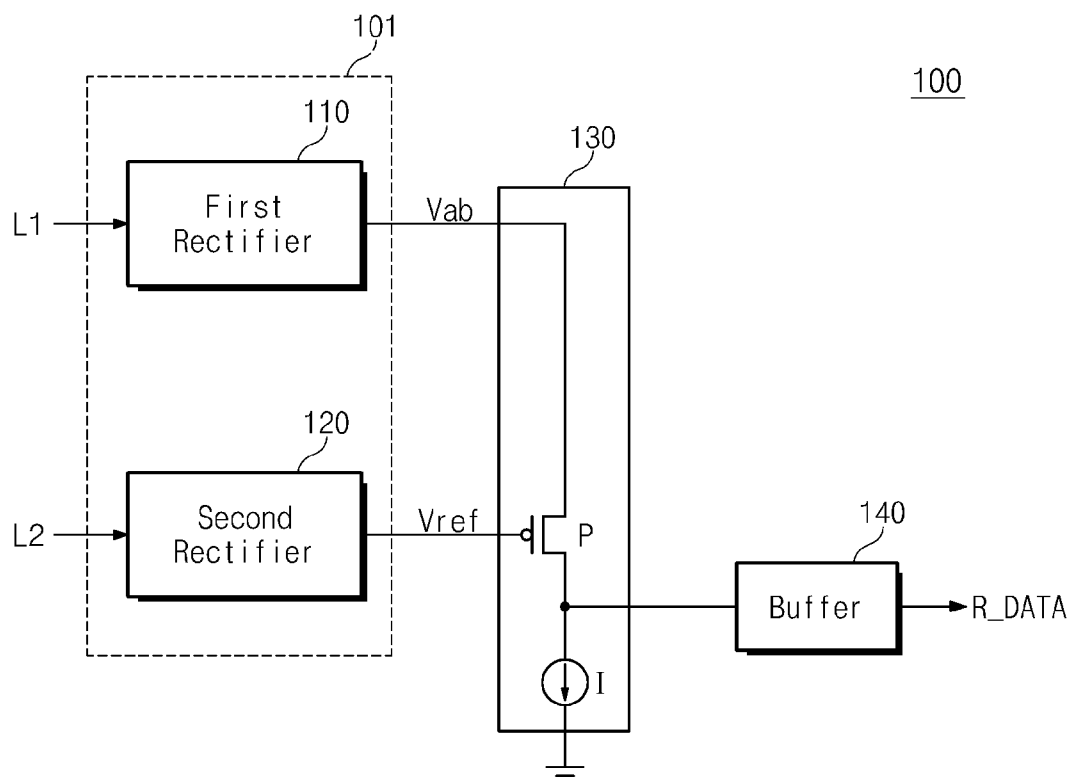 101
100
110
130
First
Rectifier
L1
Vab
120
Second
Rectifier
L2
Vref
P
140
Buffer
R_DATA
I